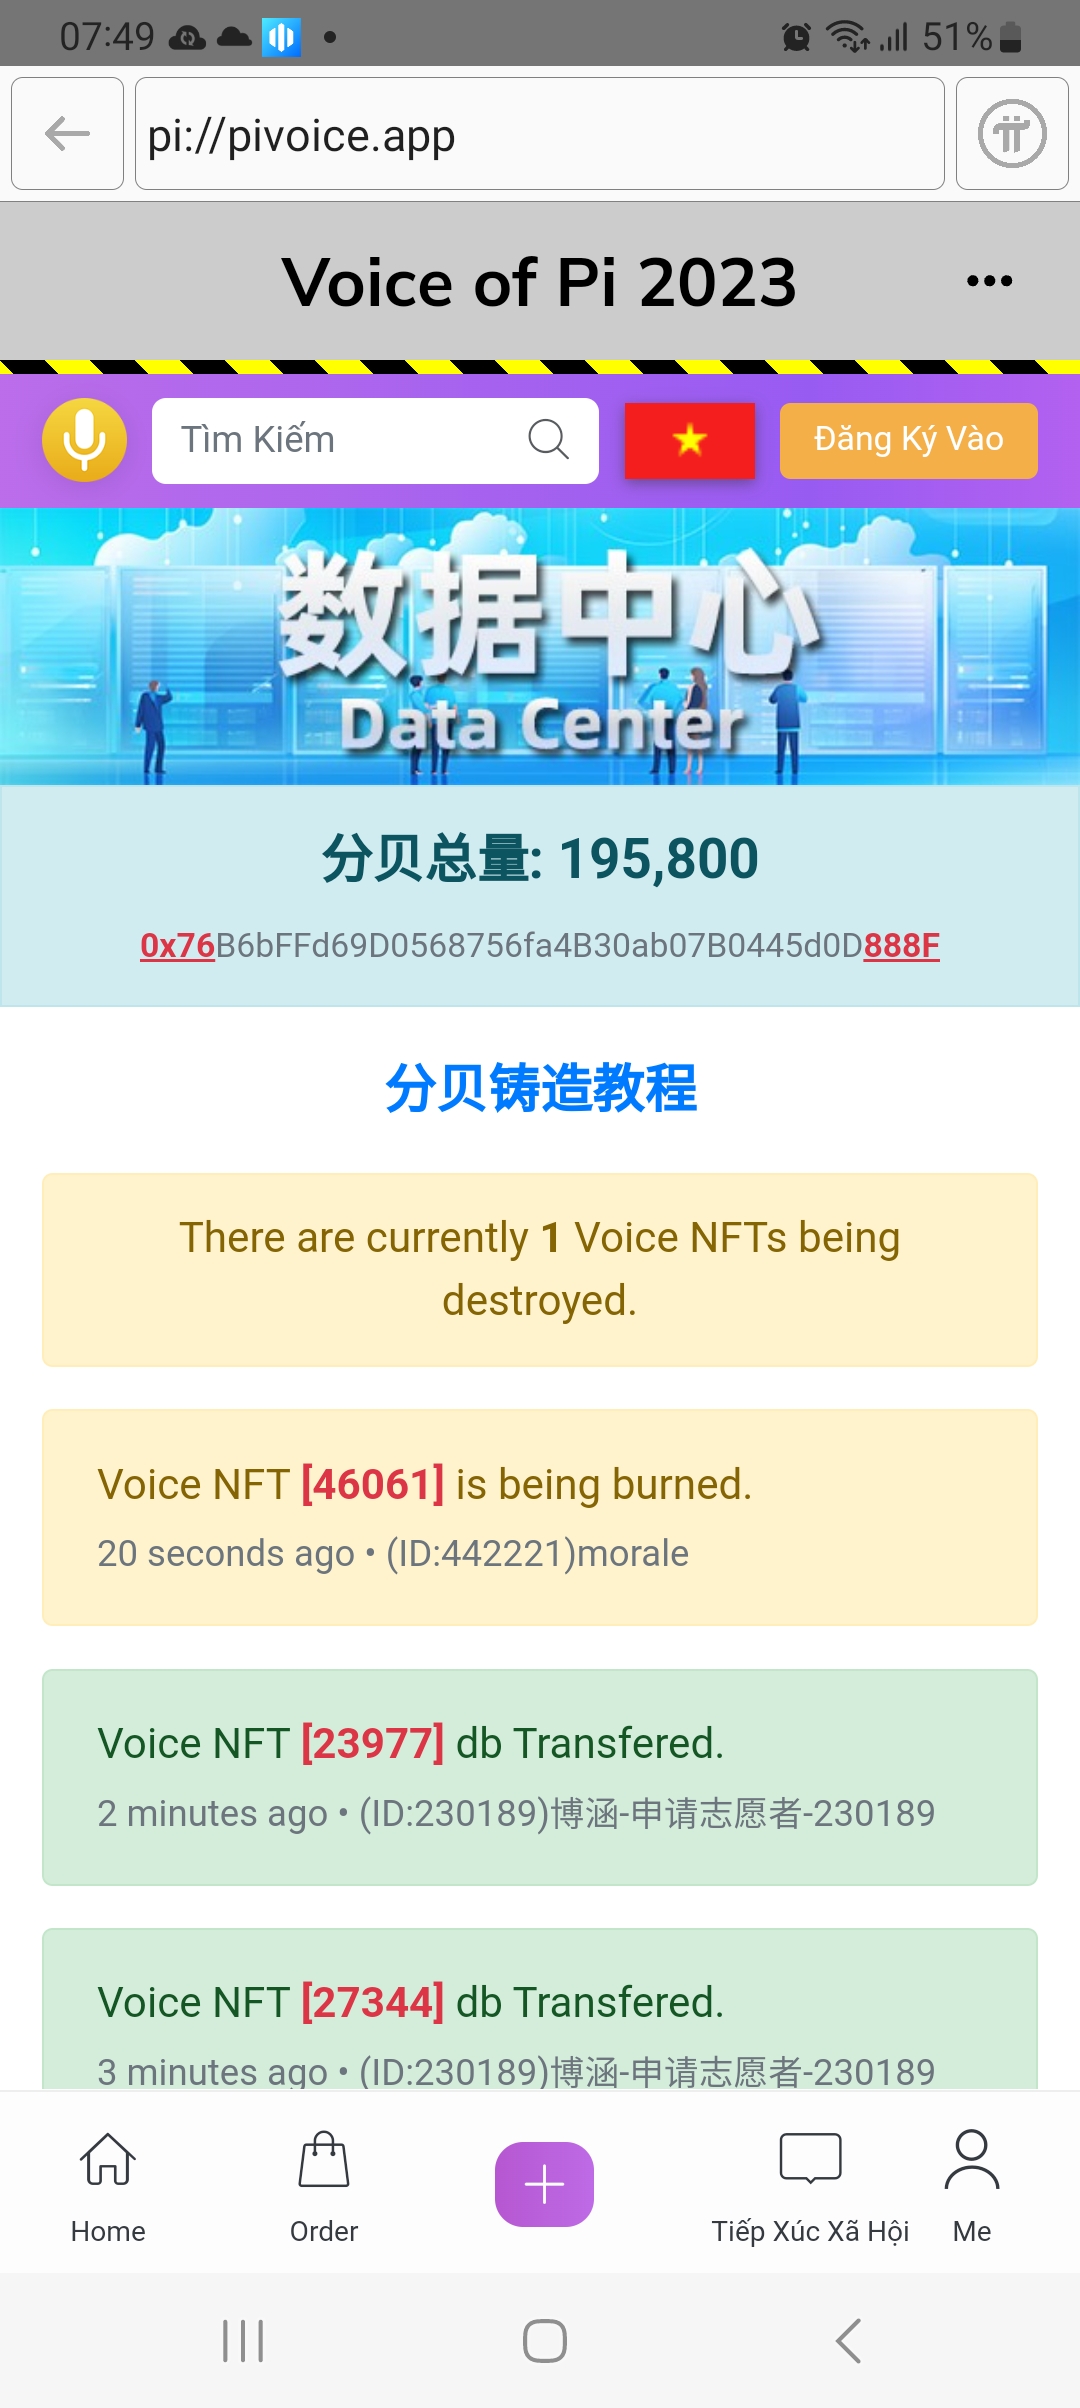 07:49
51%
pi://pivoice.app
Voice of Pi 2023
Tìm Kiếm
Đăng Ký Vào
数据中心
Data Center
分贝总量: 195,800
0x76B6bFFd69D0568756fa4B30ab07B0445d0D888F
分贝铸造教程
There are currently 1 Voice NFTs being
destroyed.
Voice NFT [46061] is being burned.
20 seconds ago • (ID:442221)morale
Voice NFT [23977] db Transfered.
2 minutes ago • (ID:230189)博涵-申请志愿者-230189
Voice NFT [27344] db Transfered.
3 minutes ago • (ID:230189)博涵-申请志愿者-230189
Home
Order
Tiếp Xúc Xã Hội
Me